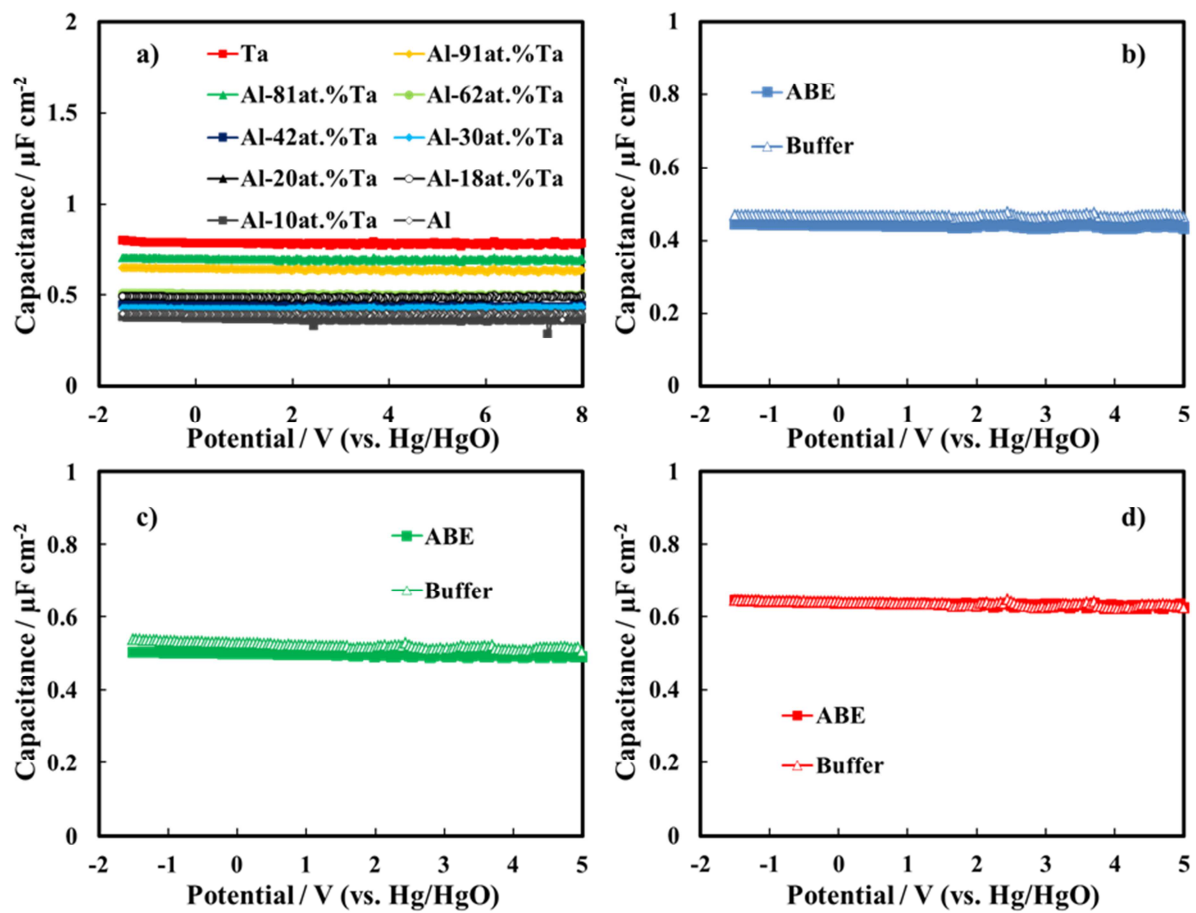 a)
Ta
Al-91at.%Ta
Al-81at.%Ta
Al-62at.%Ta
Al-42at.%Ta
Al-30at.%Ta
Al-20at.%Ta
Al-18at.%Ta
Al-10at.%Ta
Al
2
1.5
1
0.5
0
-2
0
2
4
6
8
Capacitance / µF cm-2
Potential / V (vs. Hg/HgO)
b)
ABE
Buffer
1
0.8
0.6
0.4
0.2
0
-2
-1
0
1
2
3
4
5
Capacitance / µF cm-2
Potential / V (vs. Hg/HgO)
c)
ABE
Buffer
1
0.8
0.6
0.4
0.2
0
-2
-1
0
1
2
3
4
5
Capacitance / µF cm-2
Potential / V (vs. Hg/HgO)
d)
ABE
Buffer
1
0.8
0.6
0.4
0.2
0
-2
-1
0
1
2
3
4
5
Capacitance / µF cm-2
Potential / V (vs. Hg/HgO)